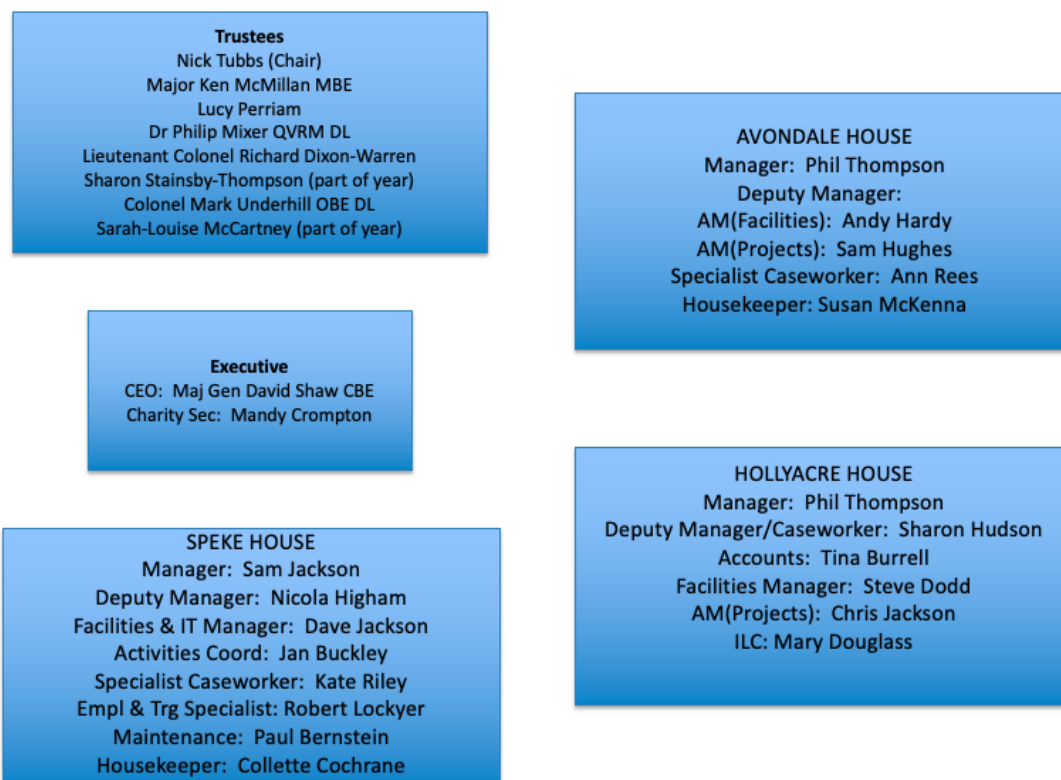 Trustees
Nick Tubbs (Chair)
Major Ken McMillan MBE
Lucy Perriam
Dr Philip Mixer QVRM DL
Lieutenant Colonel Richard Dixon-Warren
Sharon Stainsby-Thompson (part of year)
Colonel Mark Underhill OBE DL
Sarah-Louise McCartney (part of year)
Executive
CEO: Maj Gen David Shaw CBE
Charity Sec: Mandy Crompton
SPEKE HOUSE
Manager: Sam Jackson
Deputy Manager: Nicola Higham
Facilities & IT Manager: Dave Jackson
Activities Coord: Jan Buckley
Specialist Caseworker: Kate Riley
Empl & Trg Specialist: Robert Lockyer
Maintenance: Paul Bernstein
Housekeeper: Collette Cochrane
AVONDALE HOUSE
Manager: Phil Thompson
Deputy Manager:
AM(Facilities): Andy Hardy
AM(Projects): Sam Hughes
Specialist Caseworker: Ann Rees
Housekeeper: Susan McKenna
HOLLYACRE HOUSE
Manager: Phil Thompson
Deputy Manager/Caseworker: Sharon Hudson
Accounts: Tina Burrell
Facilities Manager: Steve Dodd
AM(Projects): Chris Jackson
ILC: Mary Douglass